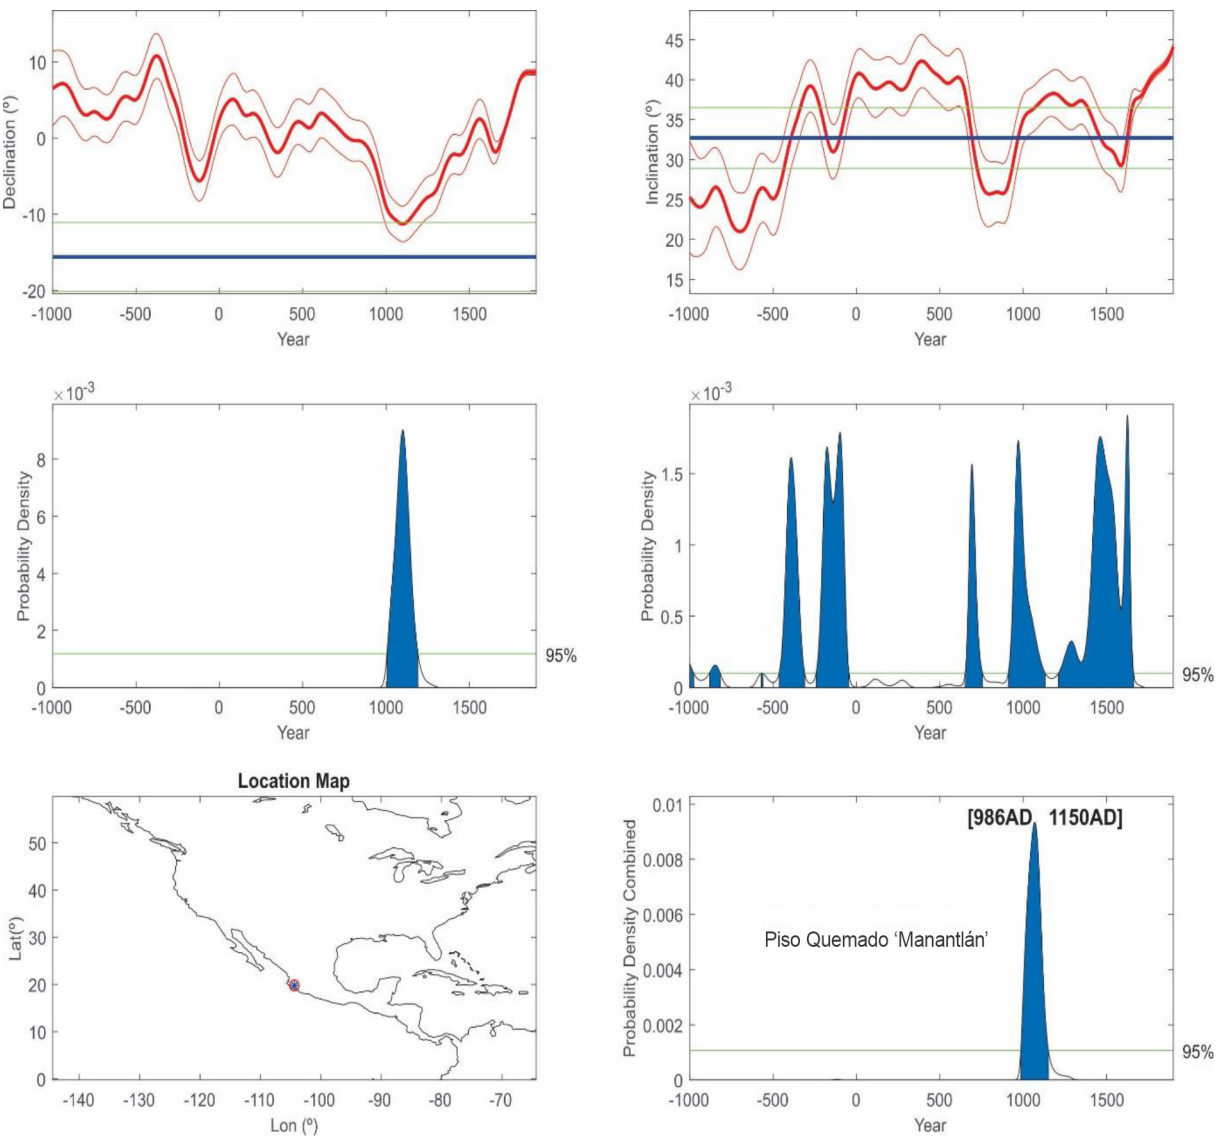 10
0
-10
-20
Declination (º)
-1000 -500 0 500 1000 1500
Year
45
40
35
30
25
20
15
Inclination (º)
-1000 -500 0 500 1000 1500
Year
×10-3
8
6
4
2
0
Probability Density
95%
-1000 -500 0 500 1000 1500
Year
×10-3
1.5
1
0.5
0
Probability Density
95%
-1000 -500 0 500 1000 1500
Year
Location Map
50
40
30
20
10
0
Lat(º)
-140 -130 -120 -110 -100 -90 -80 -70
Lon (º)
0.01
0.008
0.006
0.004
0.002
0
Probability Density Combined
[986AD 1150AD]
Piso Quemado ‘Manantlán’
95%
-1000 -500 0 500 1000 1500
Year